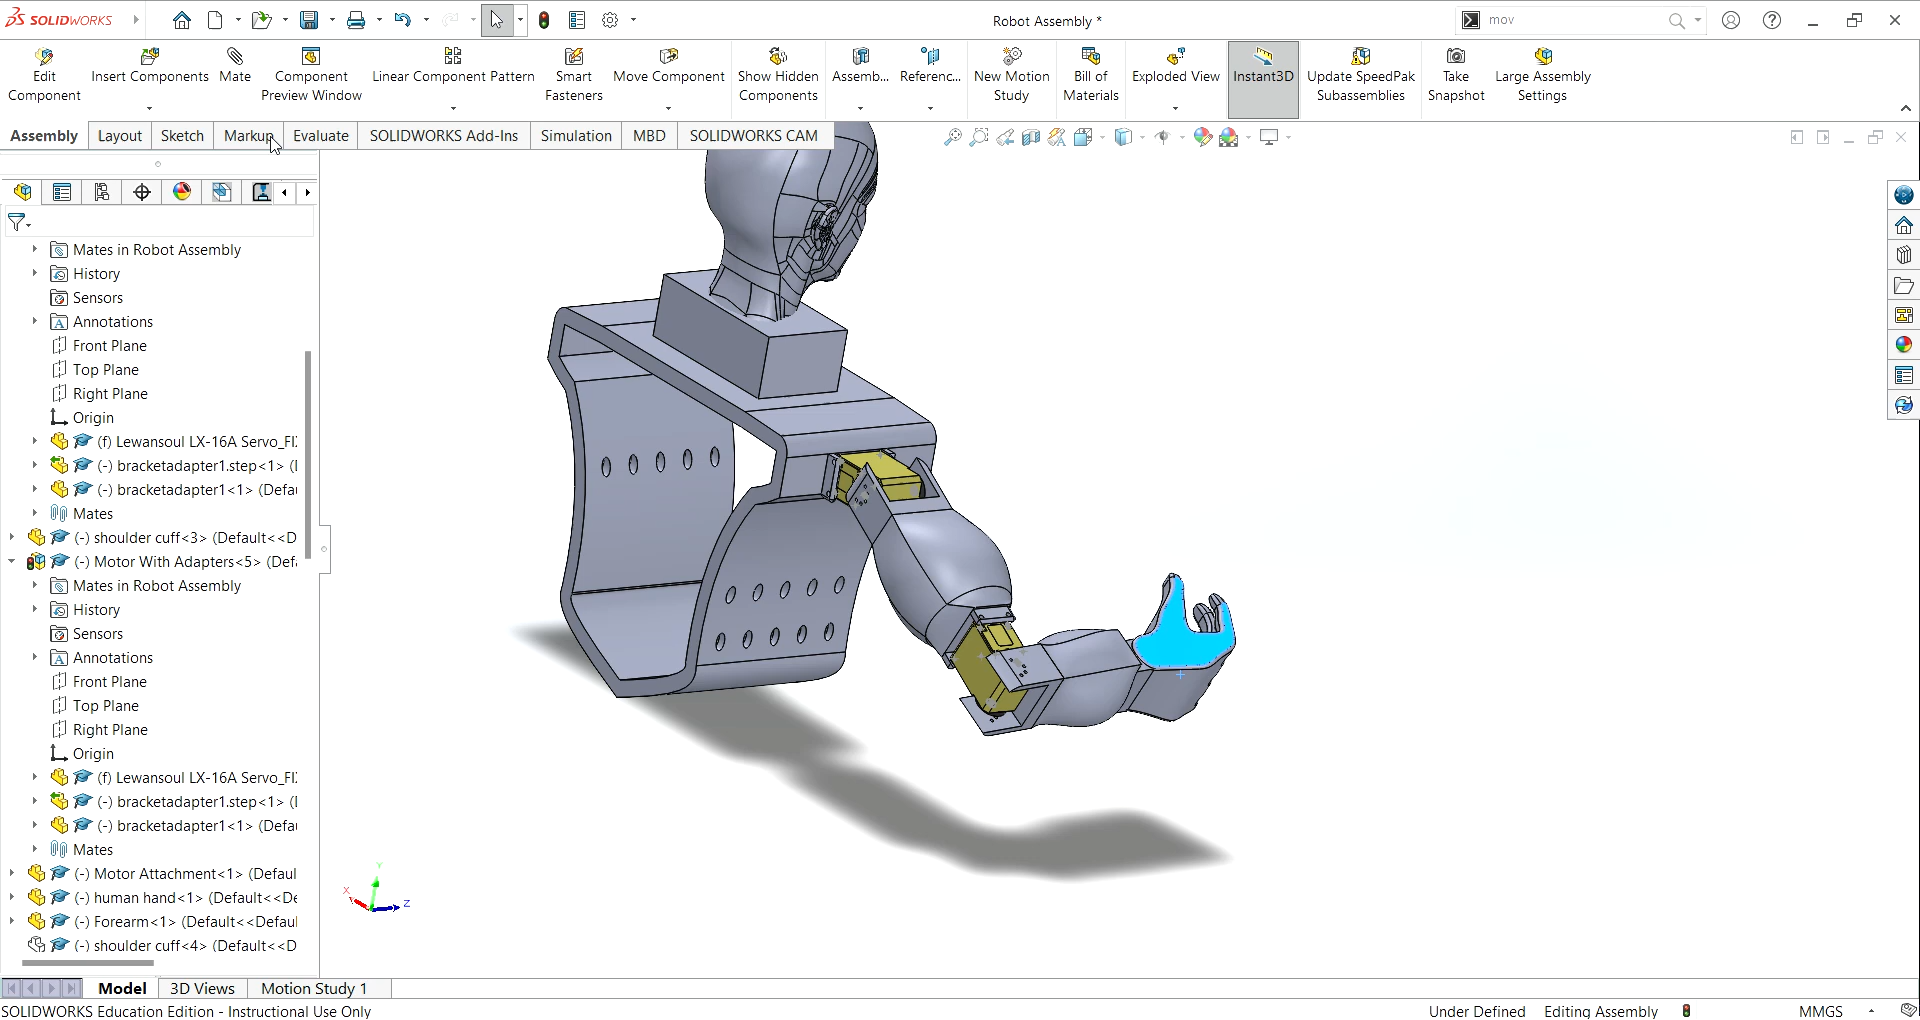 SOLIDWORKS
Robot Assembly *
mov
Edit Component
Insert Components
Mate
Component Preview Window
Linear Component Pattern
Smart Fasteners
Move Component
Show Hidden Components
Assemb...
Referenc...
New Motion Study
Bill of Materials
Exploded View
Instant3D
Update SpeedPak Subassemblies
Take Snapshot
Large Assembly Settings
Assembly Layout Sketch Markup Evaluate SOLIDWORKS Add-Ins Simulation MBD SOLIDWORKS CAM
Mates in Robot Assembly
History
Sensors
Annotations
Front Plane
Top Plane
Right Plane
Origin
(f) Lewansoul LX-16A Servo_FI
(-) bracketadapter1.step<1> (
(-) bracketadapter1<1> (Defau
Mates
(-) shoulder cuff<3> (Default<<D
(-) Motor With Adapters<5> (Def
Mates in Robot Assembly
History
Sensors
Annotations
Front Plane
Top Plane
Right Plane
Origin
(f) Lewansoul LX-16A Servo_FI
(-) bracketadapter1.step<1> (
(-) bracketadapter1<1> (Defau
Mates
(-) Motor Attachment<1> (Defaul
(-) human hand<1> (Default<<De
(-) Forearm<1> (Default<<Defaul
(-) shoulder cuff<4> (Default<<D
Y
X
Z
Model 3D Views Motion Study 1
SOLIDWORKS Education Edition - Instructional Use Only
Under Defined Editing Assembly MMGS